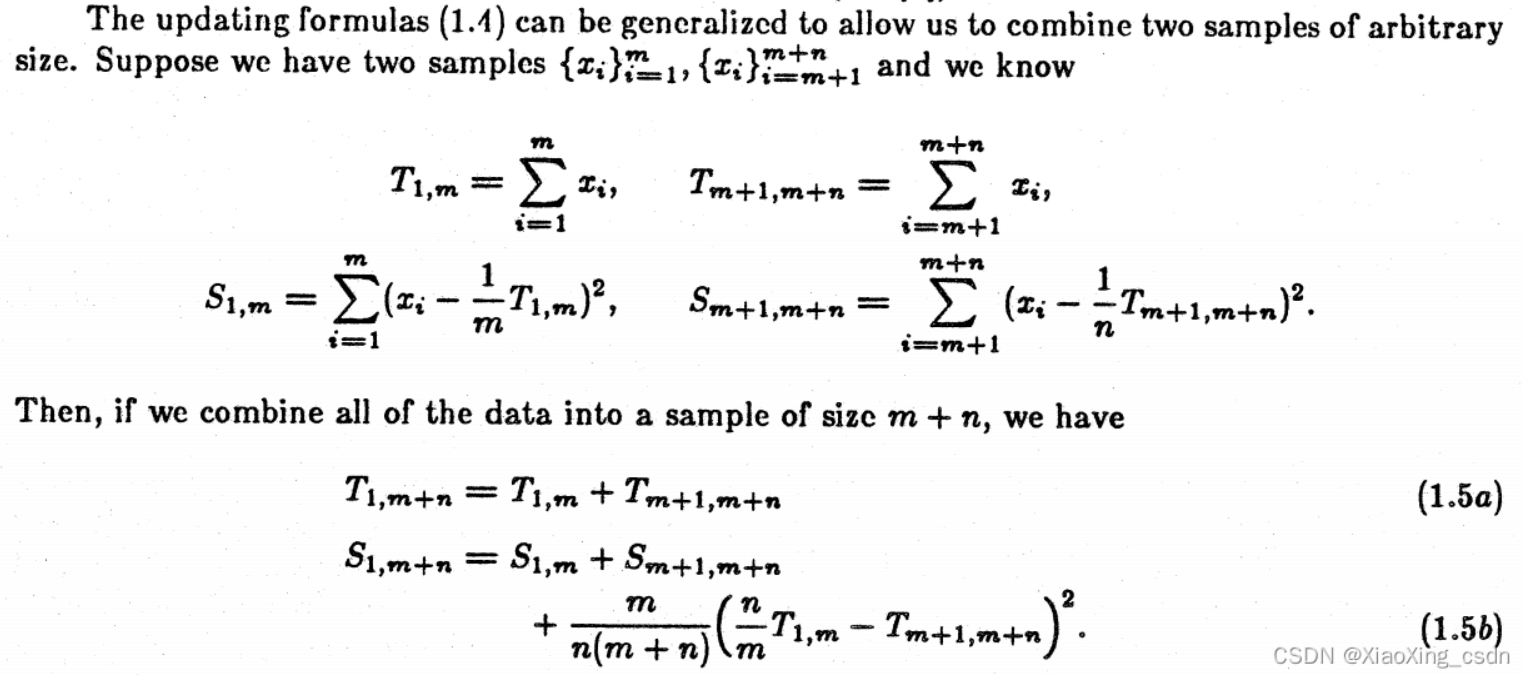 The updating formulas (1.4) can be generalized to allow us to combine two samples of arbitrary
size. Suppose we have two samples {x_i}_{i=1}^{m}, {x_i}_{i=m+1}^{m+n} and we know
T_{1,m} = \sum_{i=1}^{m} x_i,    T_{m+1,m+n} = \sum_{i=m+1}^{m+n} x_i,
S_{1,m} = \sum_{i=1}^{m} (x_i - \frac{1}{m}T_{1,m})^2,    S_{m+1,m+n} = \sum_{i=m+1}^{m+n} (x_i - \frac{1}{n}T_{m+1,m+n})^2.
Then, if we combine all of the data into a sample of size m + n, we have
T_{1,m+n} = T_{1,m} + T_{m+1,m+n}    (1.5a)
S_{1,m+n} = S_{1,m} + S_{m+1,m+n}
+ \frac{m}{n(m+n)} \left( \frac{n}{m}T_{1,m} - T_{m+1,m+n} \right)^2.    (1.5b)
CSDN @XiaoXing_csdn